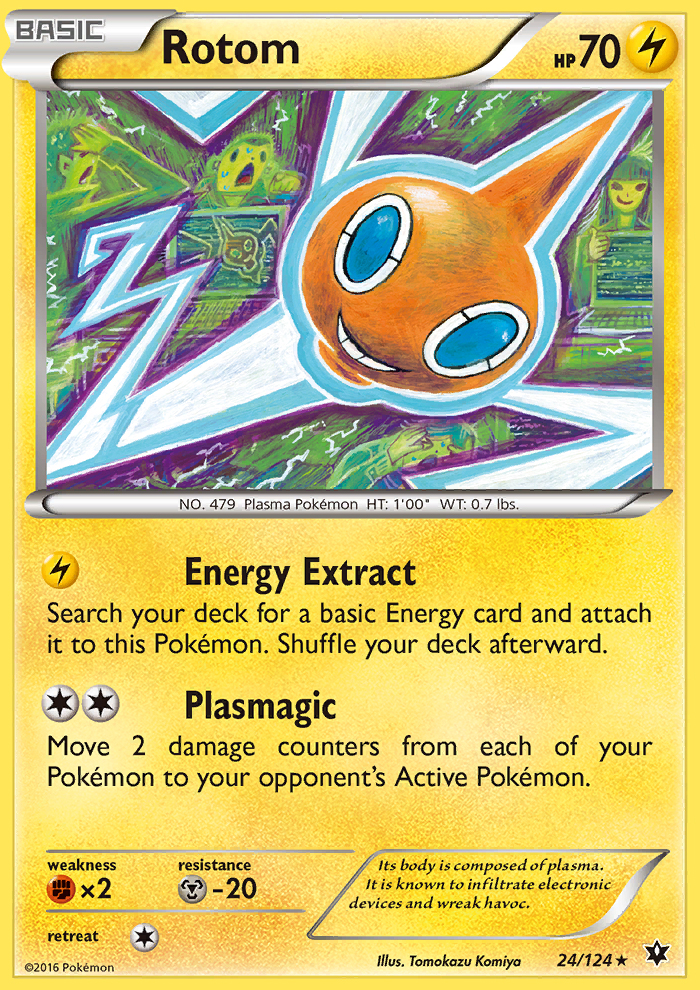 BASIC
Rotom
HP70
NO. 479 Plasma Pokémon HT: 1'00" WT: 0.7 lbs.
Energy Extract
Search your deck for a basic Energy card and attach
it to this Pokémon. Shuffle your deck afterward.
Plasmagic
Move 2 damage counters from each of your
Pokémon to your opponent's Active Pokémon.
weakness
×2
resistance
-20
retreat
Its body is composed of plasma.
It is known to infiltrate electronic
devices and wreak havoc.
©2016 Pokémon
Illus. Tomokazu Komiya
24/124 ★